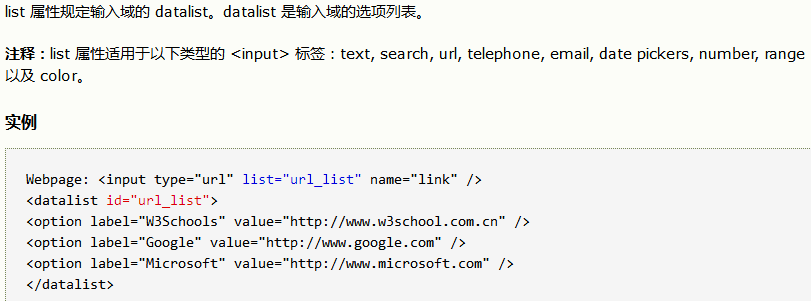 list 属性规定输入域的 datalist。datalist 是输入域的选项列表。
注释：list 属性适用于以下类型的 <input> 标签：text, search, url, telephone, email, date pickers, number, range
以及 color。
实例
Webpage: <input type="url" list="url_list" name="link" />
<datalist id="url_list">
<option label="W3Schools" value="http://www.w3school.com.cn" />
<option label="Google" value="http://www.google.com" />
<option label="Microsoft" value="http://www.microsoft.com" />
</datalist>